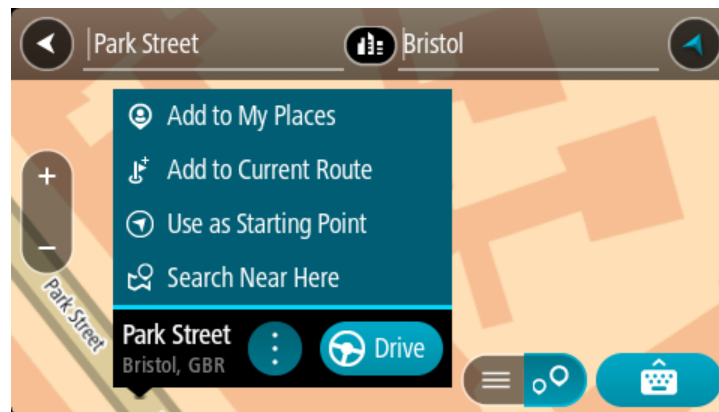 Park Street
Bristol
Add to My Places
Add to Current Route
Use as Starting Point
Search Near Here
Park Street
Park Street
Bristol, GBR
Drive